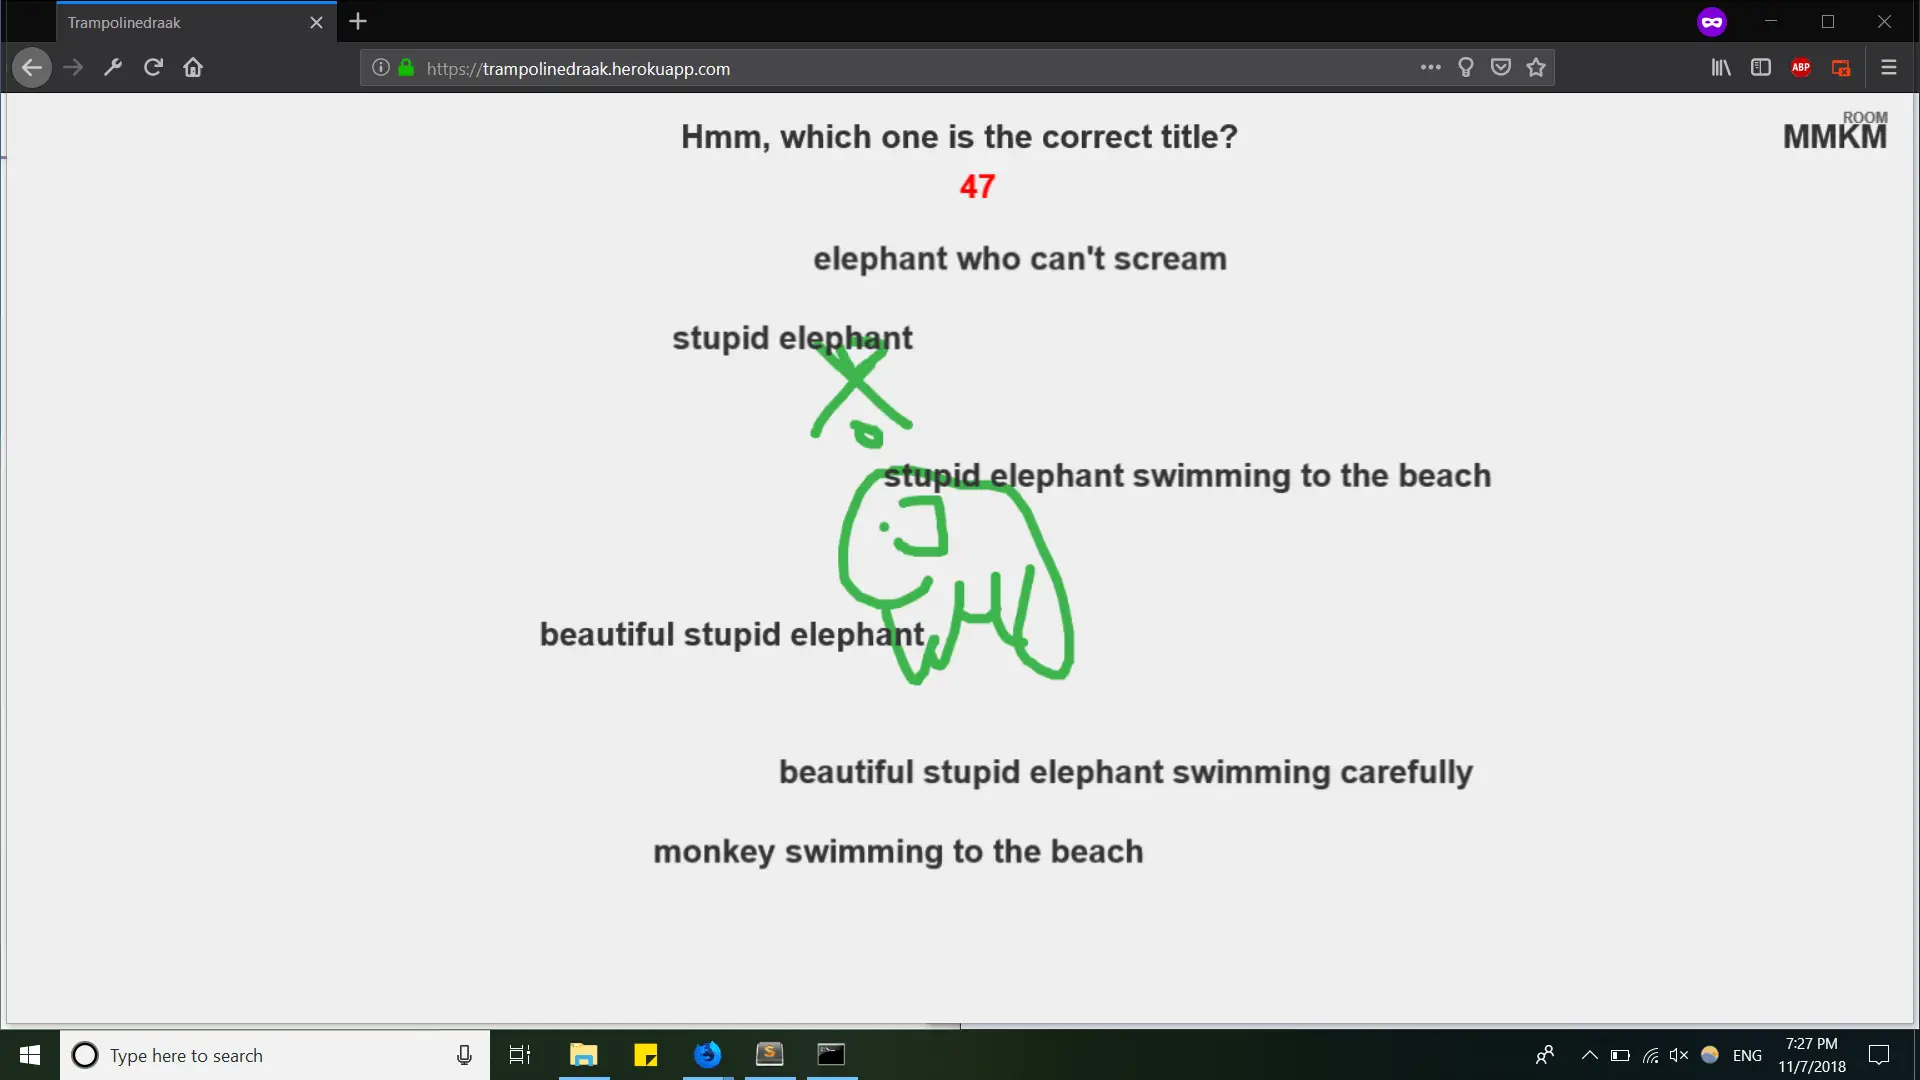 Trampolinedraak
https://trampolinedraak.herokuapp.com
ABP
Hmm, which one is the correct title?
ROOM
MMKM
47
elephant who can't scream
stupid elephant
stupid elephant swimming to the beach
beautiful stupid elephant
beautiful stupid elephant swimming carefully
monkey swimming to the beach
Type here to search
S
ENG
7:27 PM
11/7/2018